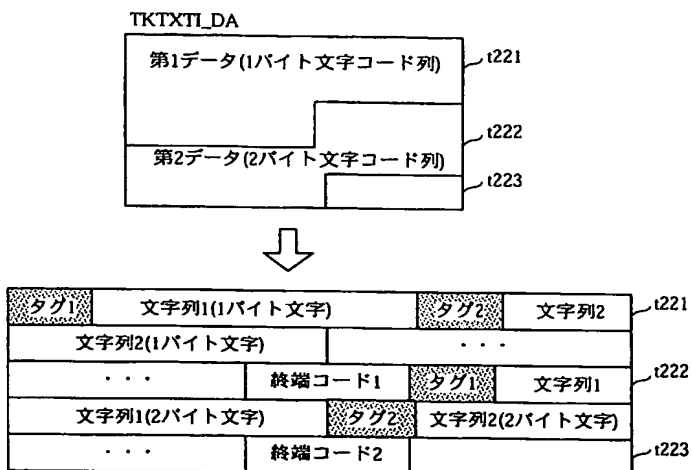 TKTXTI_DA
第1データ(1バイト文字コード列)
t221
t222
第2データ(2バイト文字コード列)
t223
タグ1 文字列1(1バイト文字) タグ2 文字列2 t221
文字列2(1バイト文字) ・・・
・・・ 終端コード1 タグ1 文字列1 t222
文字列1(2バイト文字) タグ2 文字列2(2バイト文字)
・・・ 終端コード2 t223